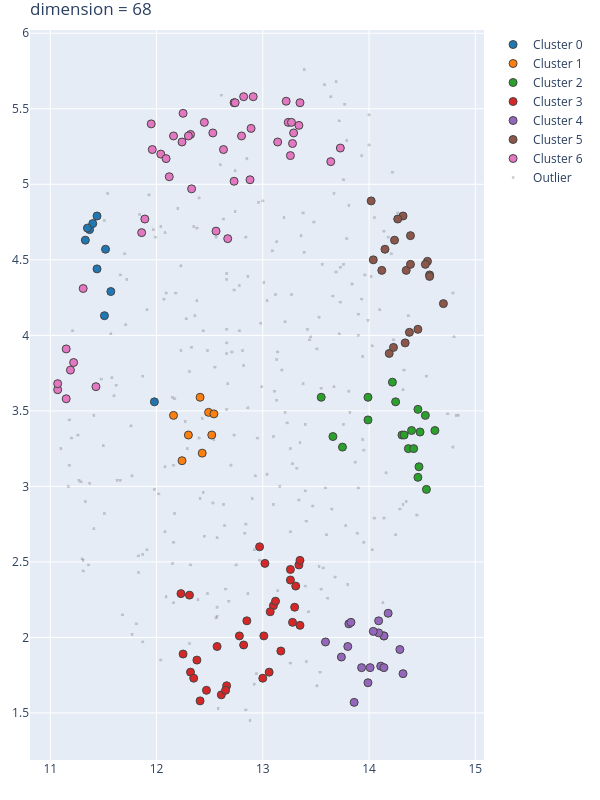 dimension = 68
6
5.5
5
4.5
4
3.5
3
2.5
2
1.5
11
12
13
14
15
Cluster 0
Cluster 1
Cluster 2
Cluster 3
Cluster 4
Cluster 5
Cluster 6
Outlier